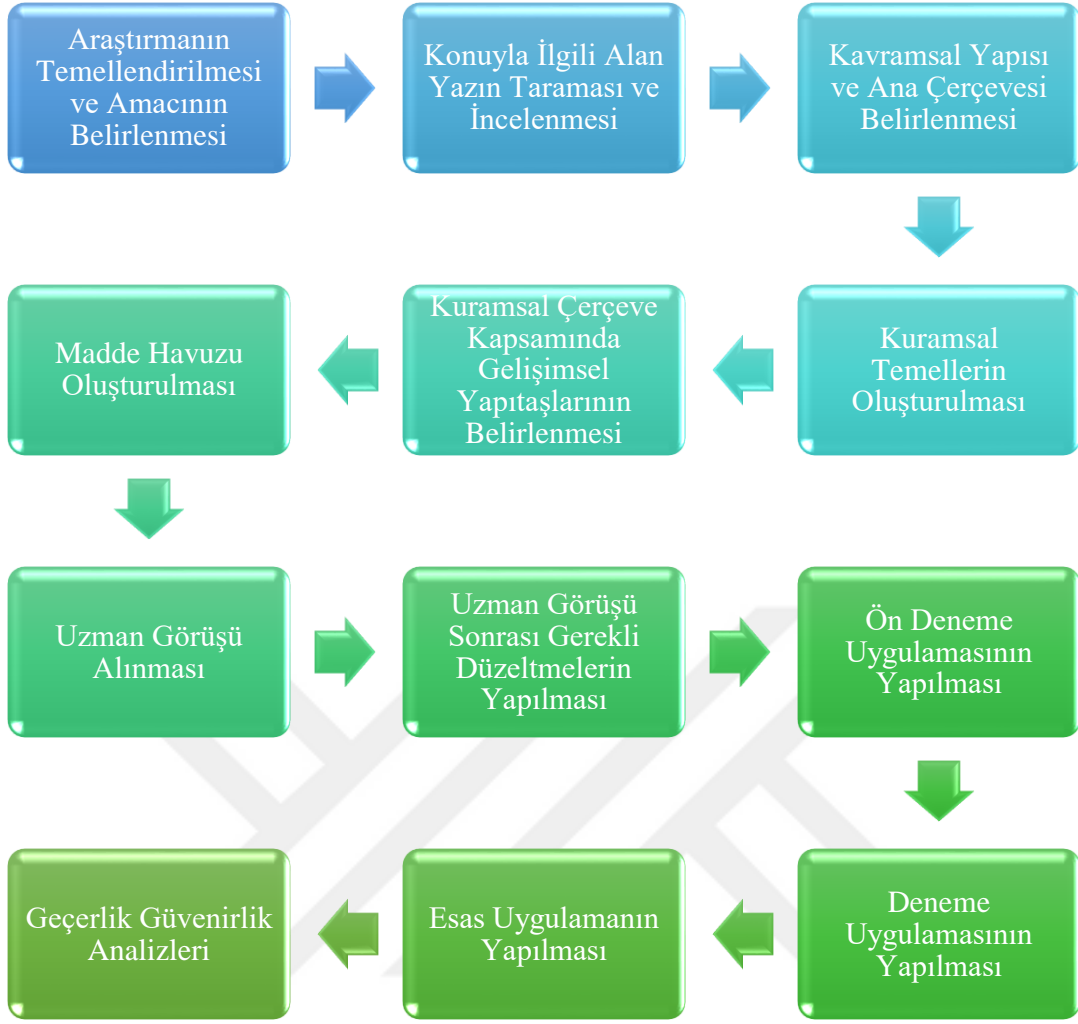 Araştırmanın
Temellendirilmesi
ve Amacının
Belirlenmesi
Konuyla İlgili Alan
Yazın Taraması ve
İncelenmesi
Kavramsal Yapısı
ve Ana Çerçevesi
Belirlenmesi
Kuramsal
Temellerin
Oluşturulması
Kuramsal Çerçeve
Kapsamında
Gelişimsel
Yapıtaşlarının
Belirlenmesi
Madde Havuzu
Oluşturulması
Uzman Görüşü
Alınması
Uzman Görüşü
Sonrası Gerekli
Düzeltmelerin
Yapılması
Ön Deneme
Uygulamasının
Yapılması
Deneme
Uygulamasının
Yapılması
Esas Uygulamanın
Yapılması
Geçerlik Güvenirlik
Analizleri